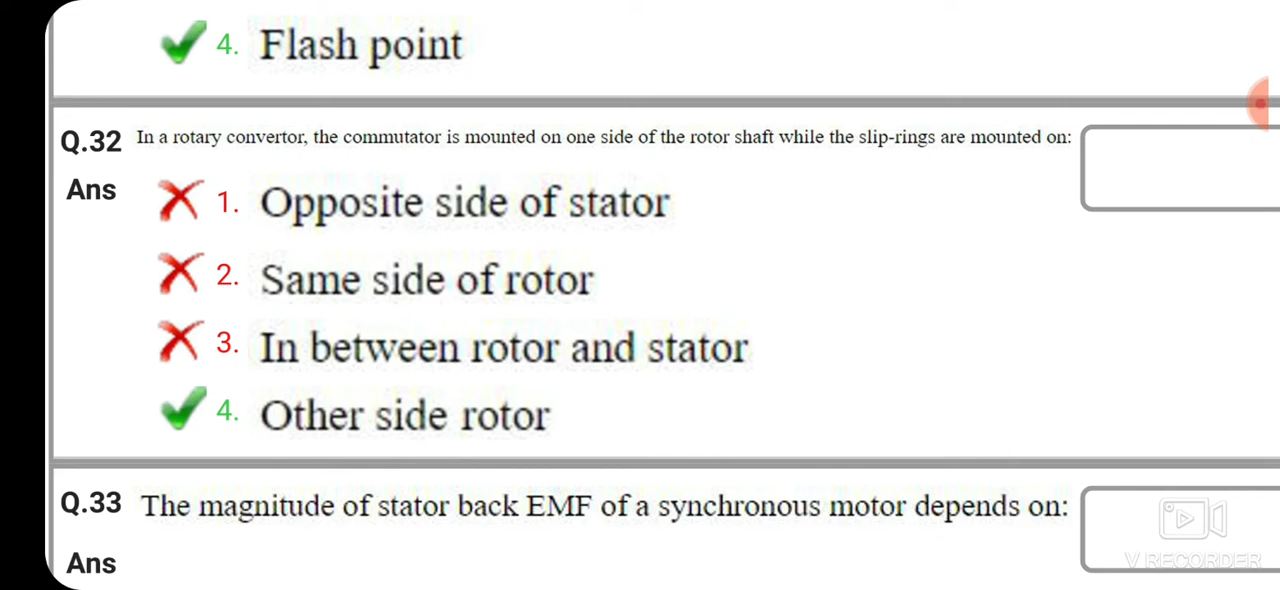 4. Flash point
Q.32 In a rotary convertor, the commutator is mounted on one side of the rotor shaft while the slip-rings are mounted on:
Ans
1. Opposite side of stator
2. Same side of rotor
3. In between rotor and stator
4. Other side rotor
Q.33 The magnitude of stator back EMF of a synchronous motor depends on:
Ans
V RECORDER